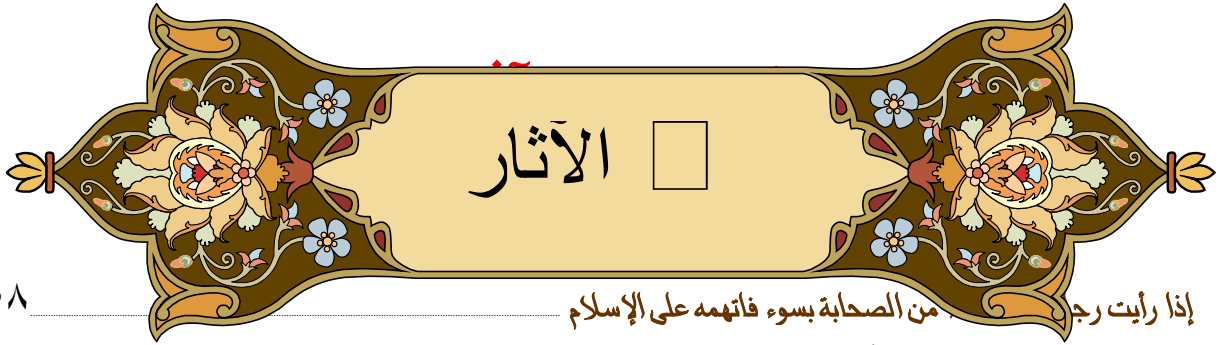 الآثار
إذا رأيت من الصحابة بسوء فاتهمه على الإسلام